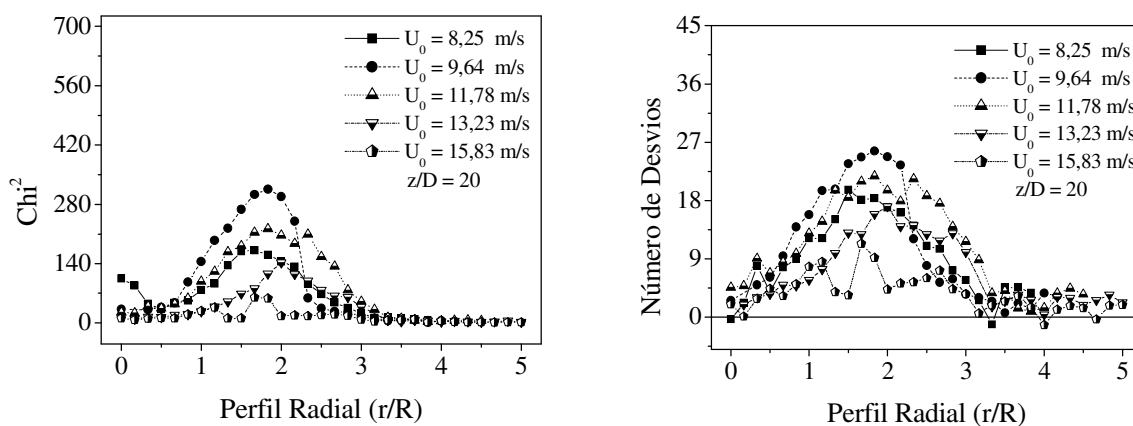 700
560
420
280
140
0
Chi²
U₀ = 8,25 m/s
U₀ = 9,64 m/s
U₀ = 11,78 m/s
U₀ = 13,23 m/s
U₀ = 15,83 m/s
z/D = 20
0 1 2 3 4 5
Perfil Radial (r/R)
45
36
27
18
9
0
Número de Desvios
U₀ = 8,25 m/s
U₀ = 9,64 m/s
U₀ = 11,78 m/s
U₀ = 13,23 m/s
U₀ = 15,83 m/s
z/D = 20
0 1 2 3 4 5
Perfil Radial (r/R)